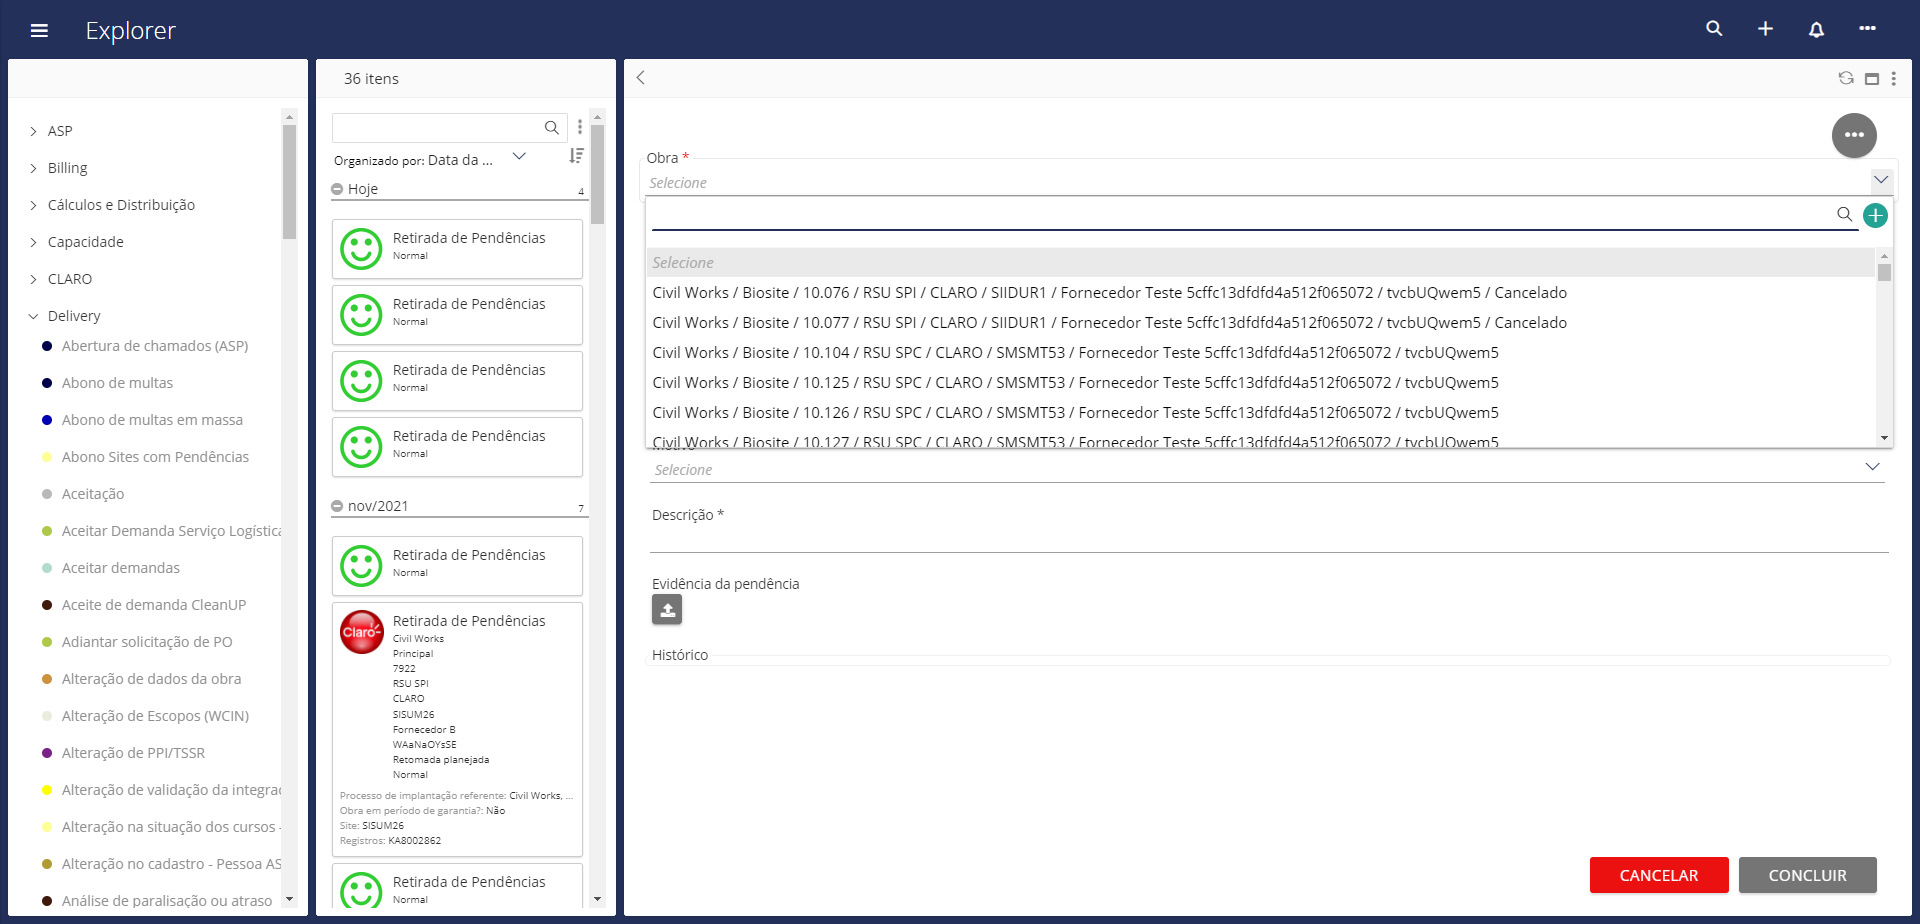 Explorer
ASP
Billing
Cálculos e Distribuição
Capacidade
CLARO
Delivery
Abertura de chamados (ASP)
Abono de multas
Abono de multas em massa
Abono Sites com Pendências
Aceitação
Aceitar Demanda Serviço Logística
Aceitar demandas
Aceite de demanda CleanUP
Adiantar solicitação de PO
Alteração de dados da obra
Alteração de Escopos (WCIN)
Alteração de PPI/TSSR
Alteração de validação da integrac
Alteração na situação dos cursos -
Alteração no cadastro - Pessoa AS
Análise de paralisação ou atraso
36 itens
Organizado por: Data da ...
Hoje 4
Retirada de Pendências
Normal
Retirada de Pendências
Normal
Retirada de Pendências
Normal
Retirada de Pendências
Normal
nov/2021 7
Retirada de Pendências
Normal
Claro
Retirada de Pendências
Civil Works
Principal
7922
RSU SPI
CLARO
SISUM26
Fornecedor B
WAaNaOYsSE
Retomada planejada
Normal
Processo de implantação referente: Civil Works, ...
Obra em período de garantia?: Não
Site: SISUM26
Registros: KA8002862
Retirada de Pendências
Normal
Obra *
Selecione
Selecione
Civil Works / Biosite / 10.076 / RSU SPI / CLARO / SIIDUR1 / Fornecedor Teste 5cffc13dfdfd4a512f065072 / tvcbUQwem5 / Cancelado
Civil Works / Biosite / 10.077 / RSU SPI / CLARO / SIIDUR1 / Fornecedor Teste 5cffc13dfdfd4a512f065072 / tvcbUQwem5 / Cancelado
Civil Works / Biosite / 10.104 / RSU SPC / CLARO / SMSMT53 / Fornecedor Teste 5cffc13dfdfd4a512f065072 / tvcbUQwem5
Civil Works / Biosite / 10.125 / RSU SPC / CLARO / SMSMT53 / Fornecedor Teste 5cffc13dfdfd4a512f065072 / tvcbUQwem5
Civil Works / Biosite / 10.126 / RSU SPC / CLARO / SMSMT53 / Fornecedor Teste 5cffc13dfdfd4a512f065072 / tvcbUQwem5
Civil Works / Biosite / 10.127 / RSU SPC / CLARO / SMSMT53 / Fornecedor Teste 5cffc13dfdfd4a512f065072 / tvcbUQwem5
Motivo
Selecione
Descrição *
Evidência da pendência
Histórico
CANCELAR
CONCLUIR